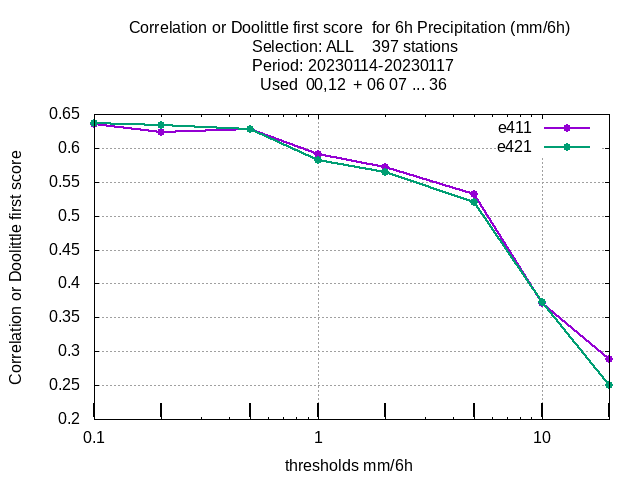 Correlation or Doolittle first score  for 6h Precipitation (mm/6h)
Selection: ALL    397 stations
Period: 20230114-20230117
Used  00,12  + 06 07 ... 36
e411
e421
Correlation or Doolittle first score
0.65
0.6
0.55
0.5
0.45
0.4
0.35
0.3
0.25
0.2
0.1 1 10
thresholds mm/6h